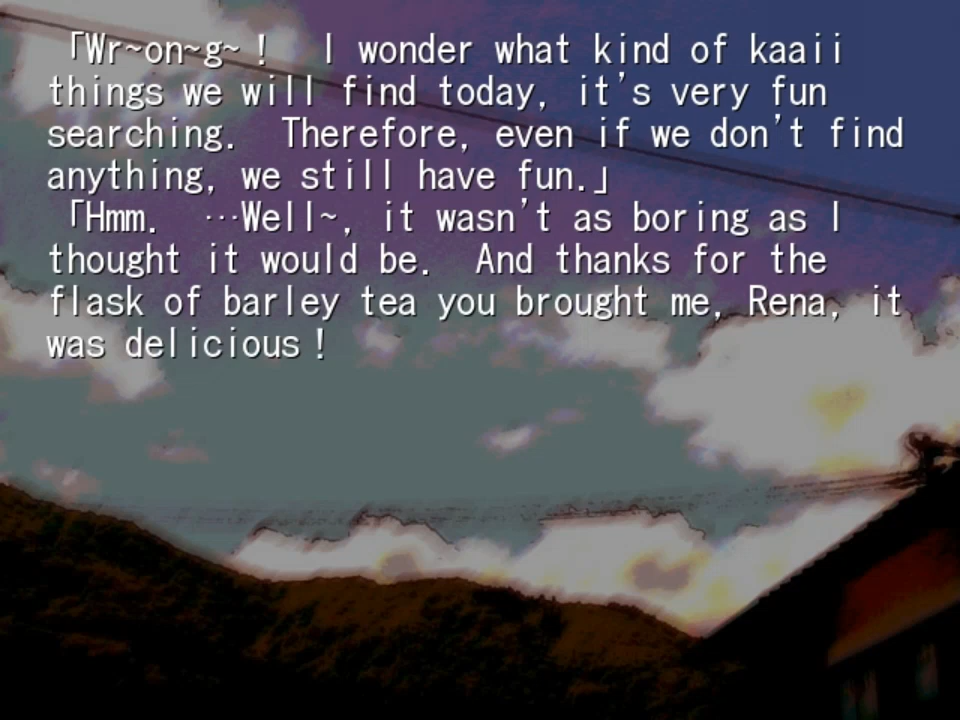 「Wr~on~g~！ I wonder what kind of kaaii
things we will find today, it's very fun
searching.  Therefore, even if we don't find
anything, we still have fun.」
「Hmm.  …Well~, it wasn't as boring as I
thought it would be.  And thanks for the
flask of barley tea you brought me, Rena, it
was delicious！